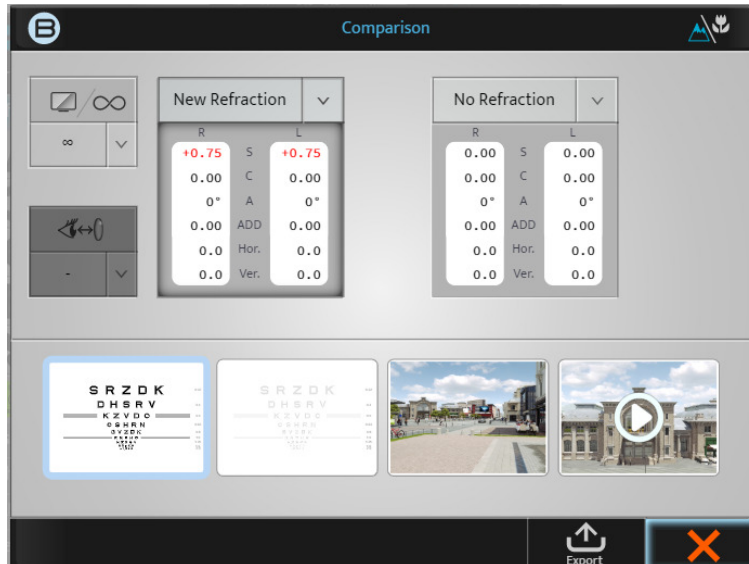 B
Comparison
∞
∞
-
New Refraction
R L
+0.75 S +0.75
0.00 C 0.00
0° A 0°
0.00 ADD 0.00
0.0 Hor. 0.0
0.0 Ver. 0.0
No Refraction
R L
0.00 S 0.00
0.00 C 0.00
0° A 0°
0.00 ADD 0.00
0.0 Hor. 0.0
0.0 Ver. 0.0
S R Z D K
D H S R V
K Z V D C
O S H R N
S R Z D K
D H S R V
K Z V D C
O S H R N
Export